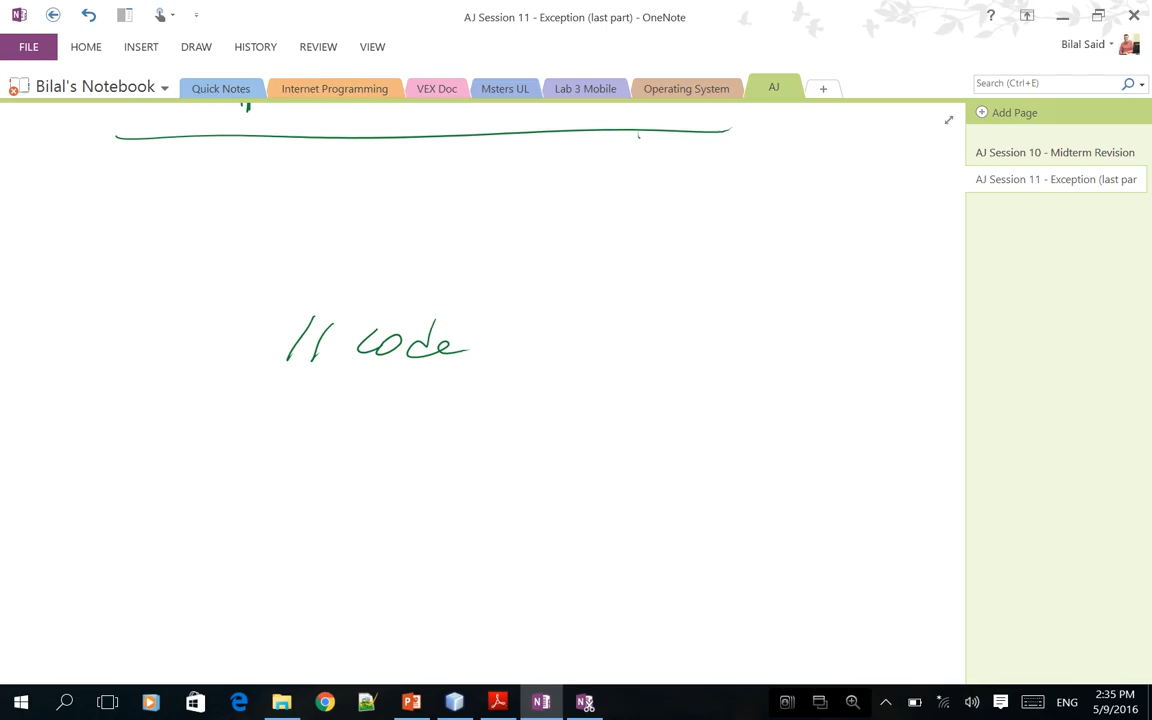 AJ Session 11 - Exception (last part) - OneNote
?
Bilal Said
FILE HOME INSERT DRAW HISTORY REVIEW VIEW
Bilal's Notebook Quick Notes Internet Programming VEX Doc Msters UL Lab 3 Mobile Operating System AJ
Search (Ctrl+E)
Add Page
AJ Session 10 - Midterm Revision
AJ Session 11 - Exception (last par
// code
ENG
2:35 PM
5/9/2016